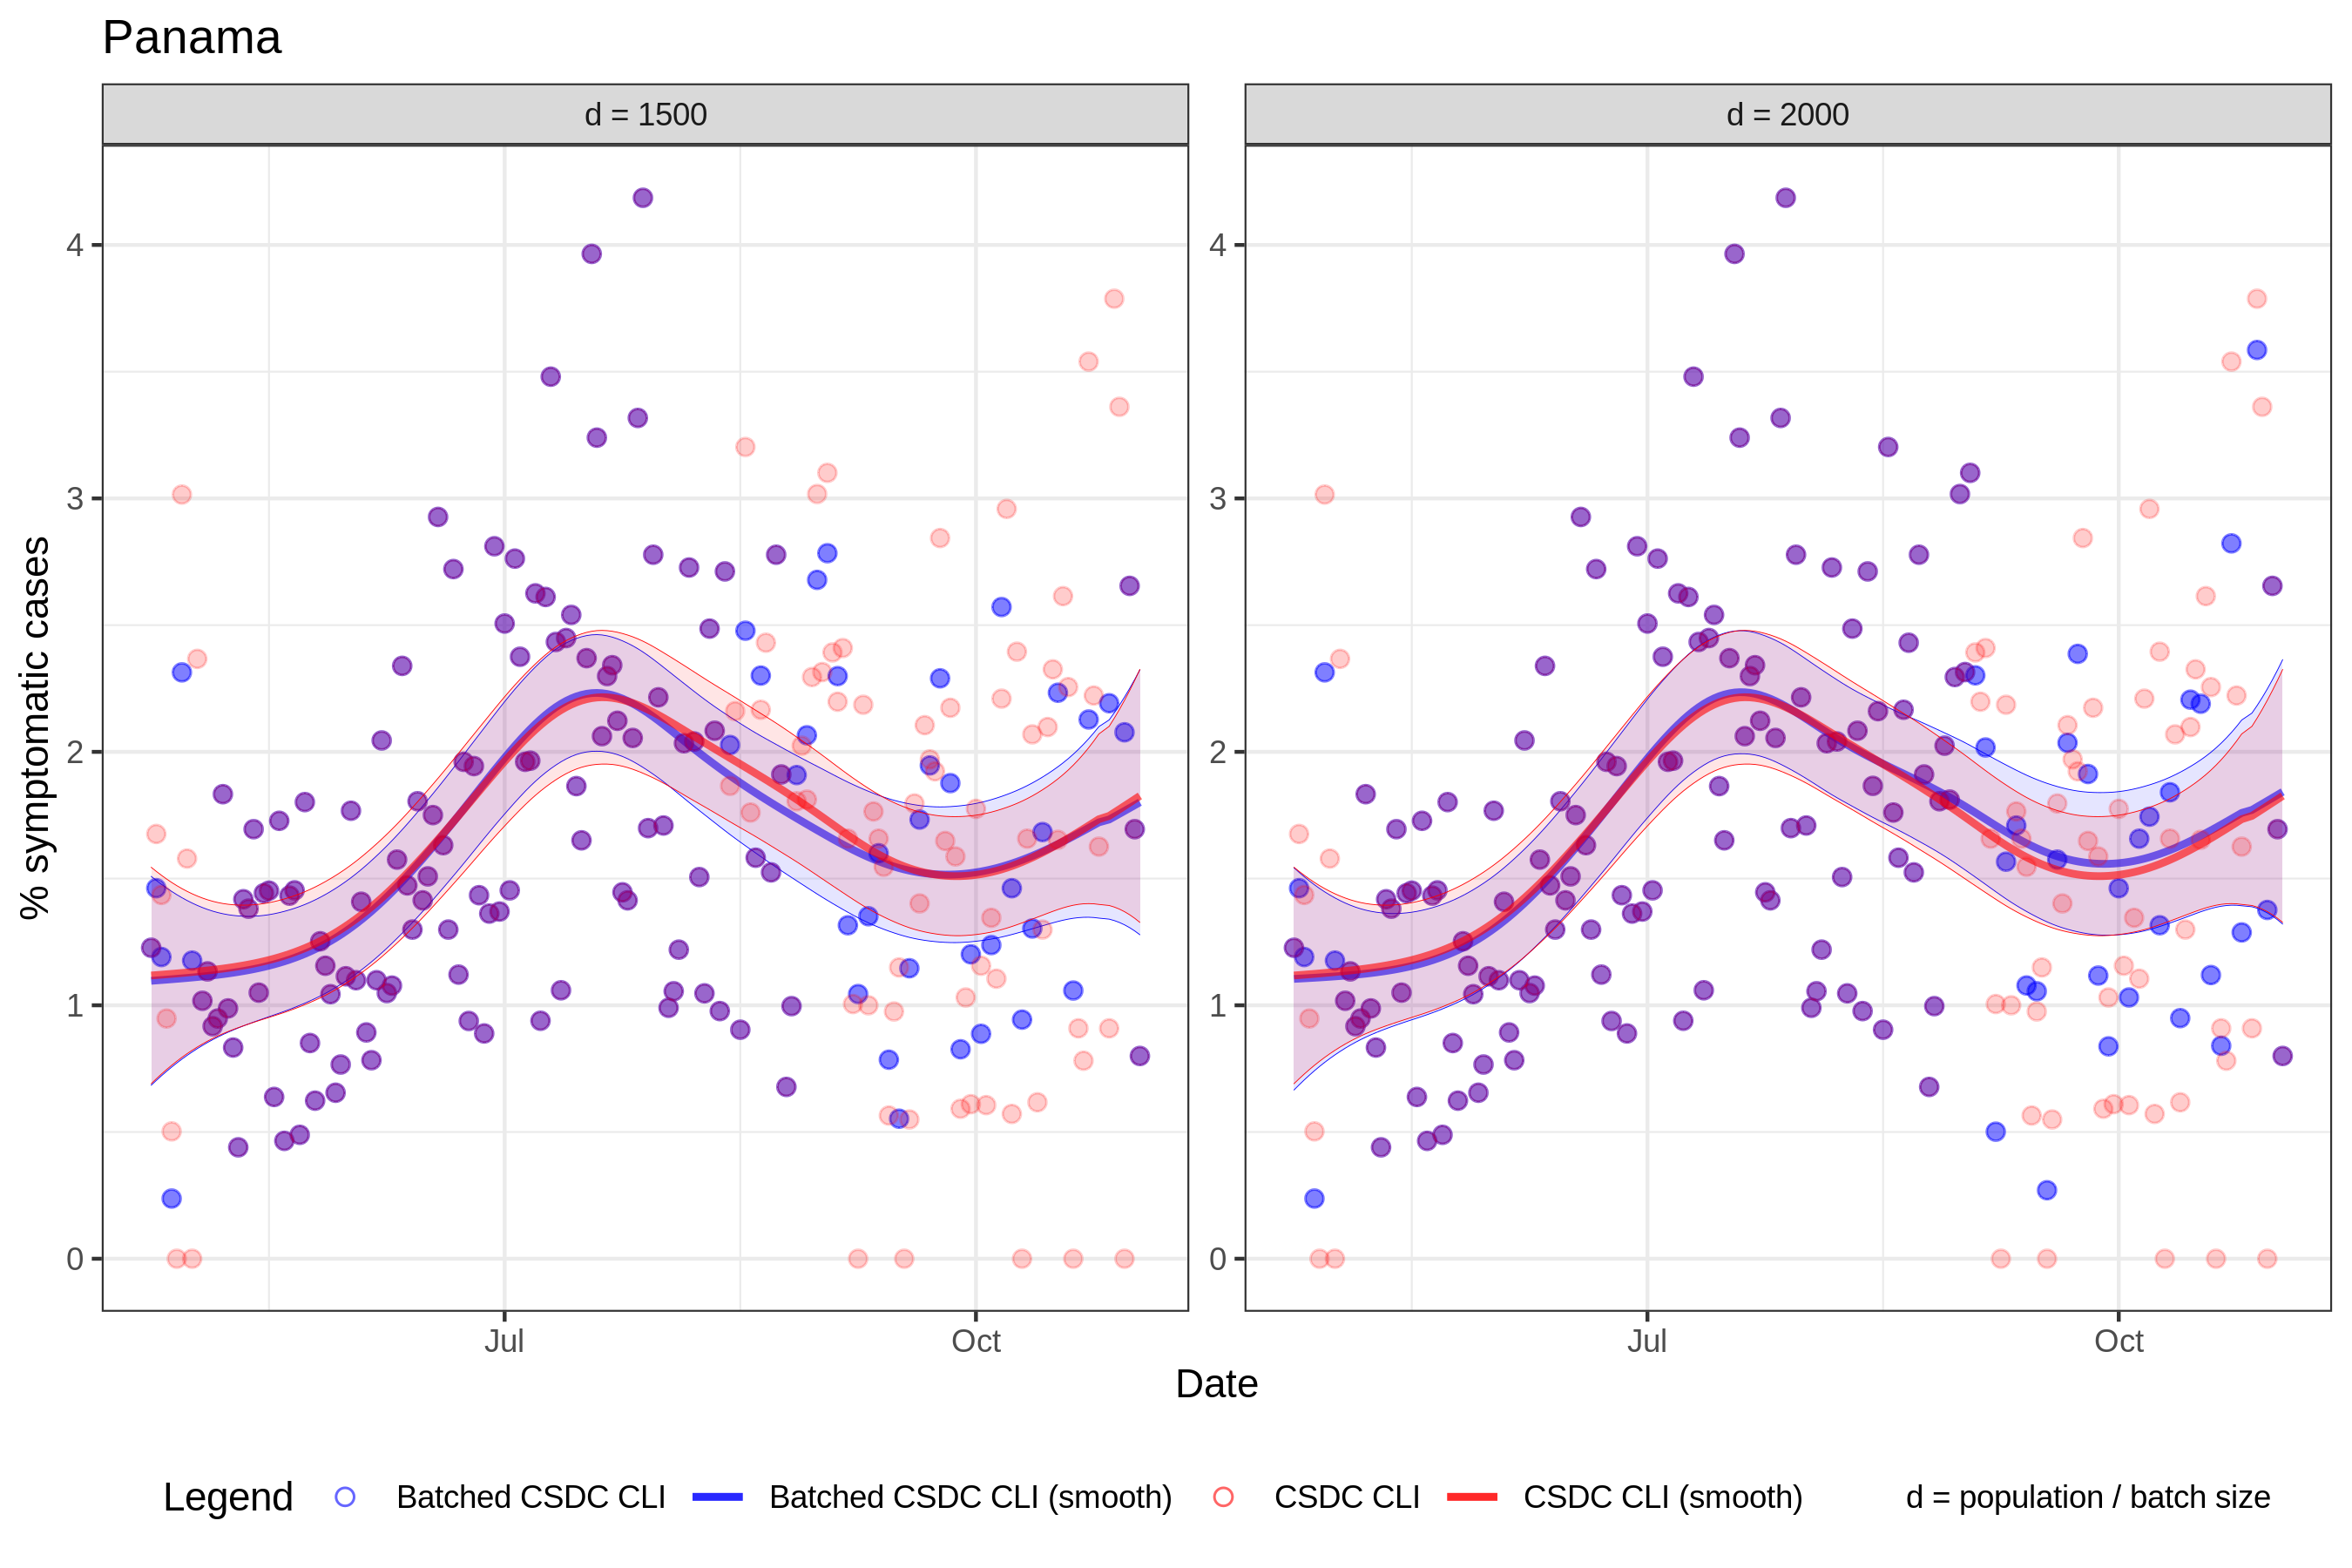 Panama
d = 1500
d = 2000
% symptomatic cases
4
3
2
1
0
4
3
2
1
0
Jul
Oct
Jul
Oct
Date
Legend
Batched CSDC CLI
Batched CSDC CLI (smooth)
CSDC CLI
CSDC CLI (smooth)
d = population / batch size